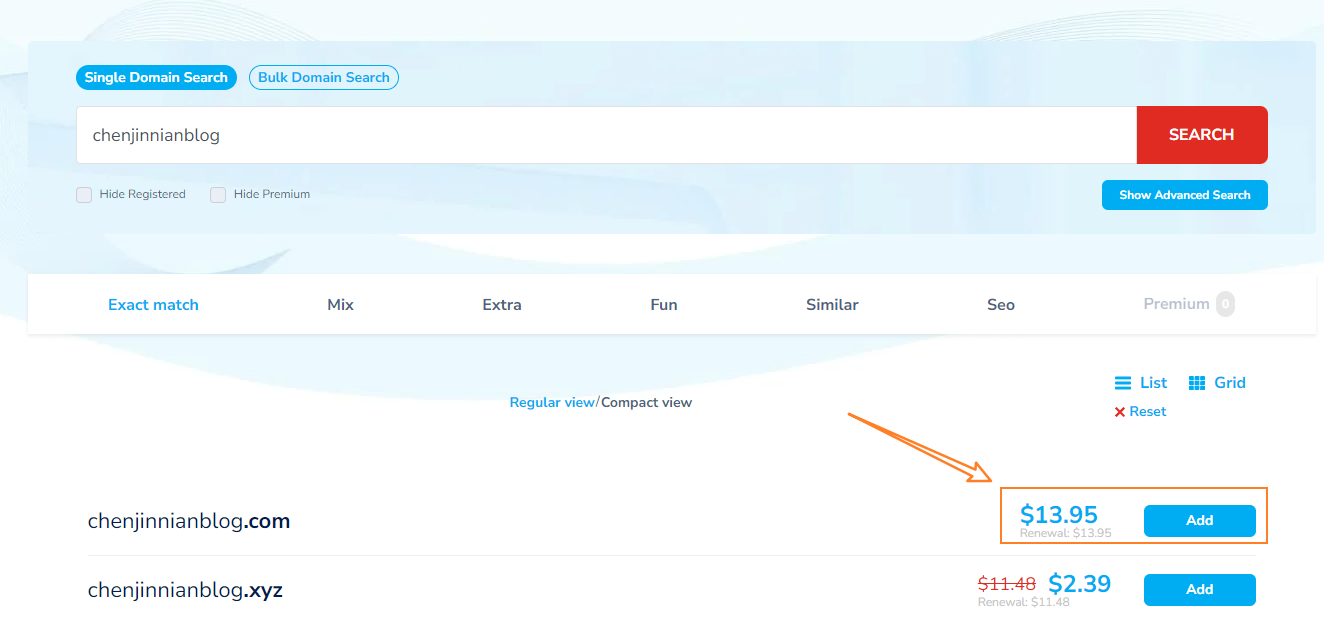 Single Domain Search Bulk Domain Search
chenjinnianblog SEARCH
Hide Registered Hide Premium Show Advanced Search
Exact match Mix Extra Fun Similar Seo Premium 0
List Grid
Regular view/Compact view
Reset
chenjinnianblog.com $13.95 Add
Renewal: $13.95
chenjinnianblog.xyz $11.48 $2.39 Add
Renewal: $11.48